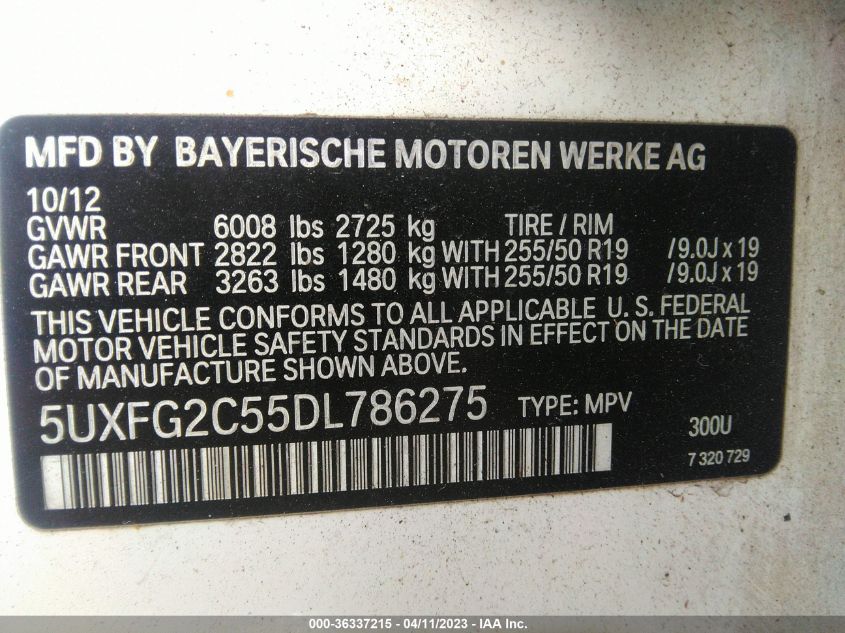 MFD BY BAYERISCHE MOTOREN WERKE AG
10/12
GVWR 6008 lbs 2725 kg TIRE / RIM
GAWR FRONT 2822 lbs 1280 kg WITH 255/50 R19 /9.0J x 19
GAWR REAR 3263 lbs 1480 kg WITH 255/50 R19 /9.0J x 19
THIS VEHICLE CONFORMS TO ALL APPLICABLE U. S. FEDERAL
MOTOR VEHICLE SAFETY STANDARDS IN EFFECT ON THE DATE
OF MANUFACTURE SHOWN ABOVE.
5UXFG2C55DL786275 TYPE: MPV
300U
7 320 729
000-36337215 - 04/11/2023 - IAA Inc.